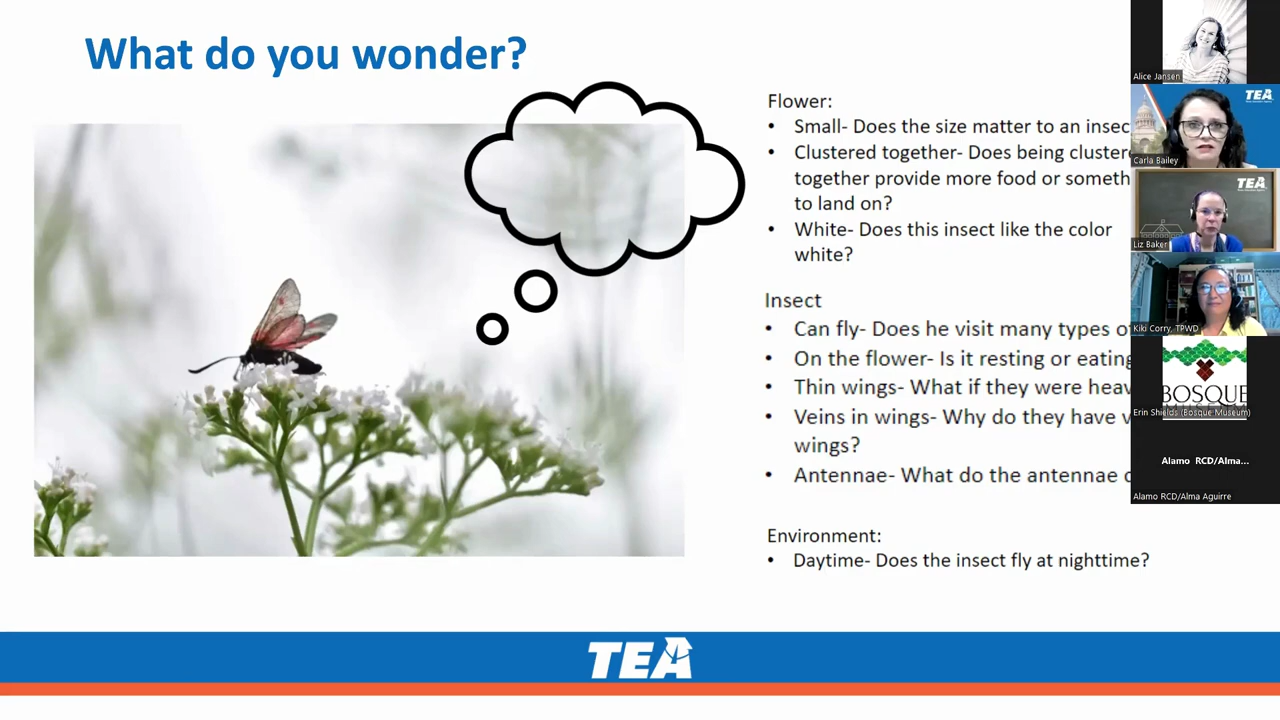 What do you wonder?
Flower:
• Small- Does the size matter to an insec
• Clustered together- Does being clustere
together provide more food or someth
to land on?
• White- Does this insect like the color
white?
Insect
• Can fly- Does he visit many types o
• On the flower- Is it resting or eating
• Thin wings- What if they were heav
• Veins in wings- Why do they have v
wings?
• Antennae- What do the antennae
Environment:
• Daytime- Does the insect fly at nighttime?
TEA
Alice Jansen
TEA
Carla Bailey
TEA
Liz Baker
Kiki Corry, TPWD
BOSQUE
Erin Shields (Bosque Museum)
Alamo RCD/Alma...
Alamo RCD/Alma Aguirre